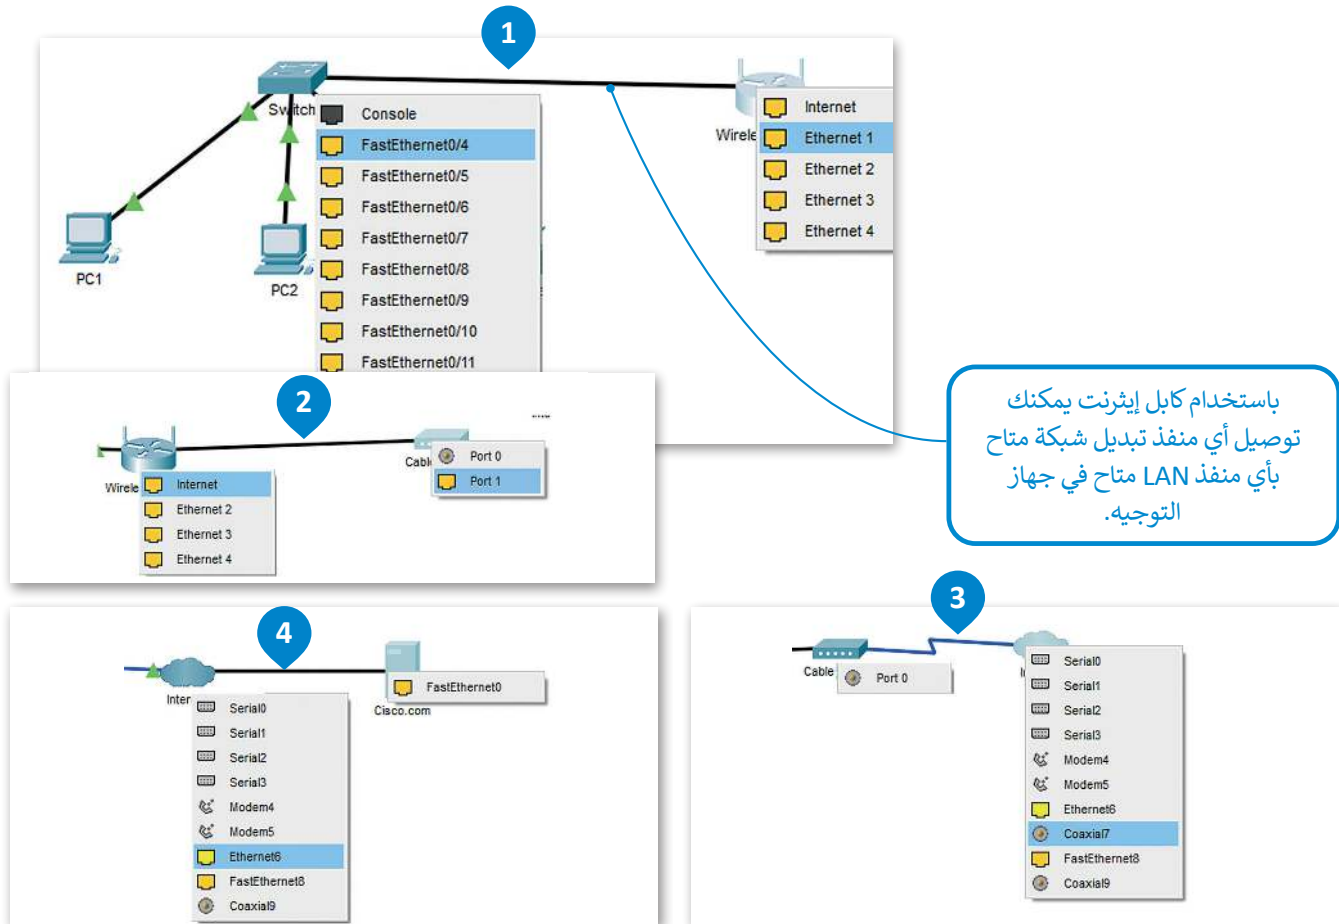 1
Switch
Console
FastEthernet0/4
FastEthernet0/5
FastEthernet0/6
FastEthernet0/7
FastEthernet0/8
FastEthernet0/9
FastEthernet0/10
FastEthernet0/11
PC1
PC2
Wirele
Internet
Ethernet 1
Ethernet 2
Ethernet 3
Ethernet 4
باستخدام كابل إيثرنت يمكنك
توصيل أي منفذ تبديل شبكة متاح
بأي منفذ LAN متاح في جهاز
التوجيه.
2
Wirele
Internet
Ethernet 2
Ethernet 3
Ethernet 4
Cabl
Port 0
Port 1
3
Cable
Port 0
Serial0
Serial1
Serial2
Serial3
Modem4
Modem5
Ethernet6
Coaxial7
FastEthernet8
Coaxial9
4
Inter
Serial0
Serial1
Serial2
Serial3
Modem4
Modem5
Ethernet6
FastEthernet8
Coaxial9
FastEthernet0
Cisco.com